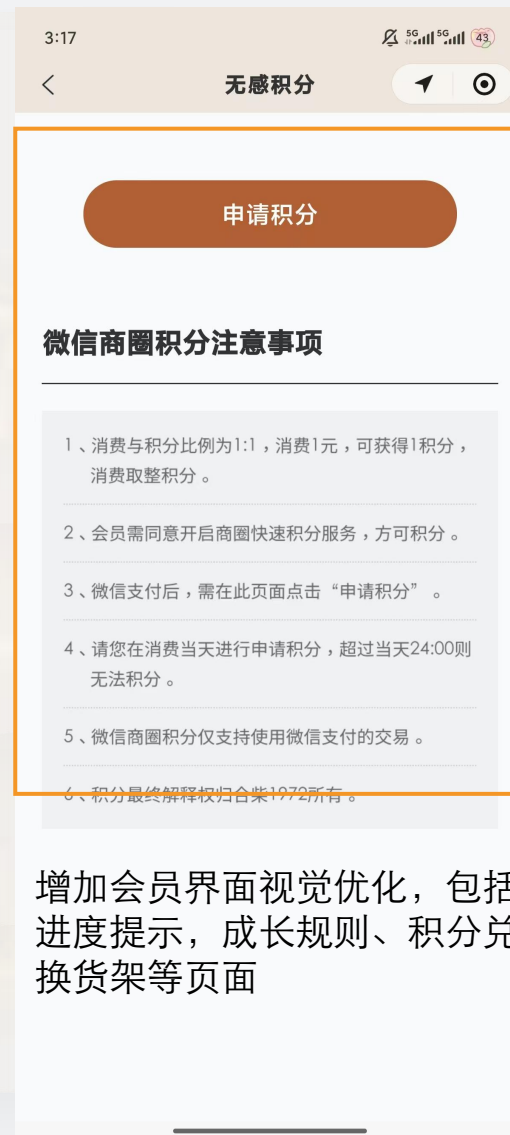 3:17
5G 5G 43
无感积分
申请积分
微信商圈积分注意事项
1、消费与积分比例为1:1，消费1元，可获得1积分，
消费取整积分。
2、会员需同意开启商圈快速积分服务，方可积分。
3、微信支付后，需在此页面点击“申请积分”。
4、请您在消费当天进行申请积分，超过当天24:00则
无法积分。
5、微信商圈积分仅支持使用微信支付的交易。
6、积分最终解释权归合柴1972所有。
增加会员界面视觉优化，包括
进度提示，成长规则、积分兑
换货架等页面